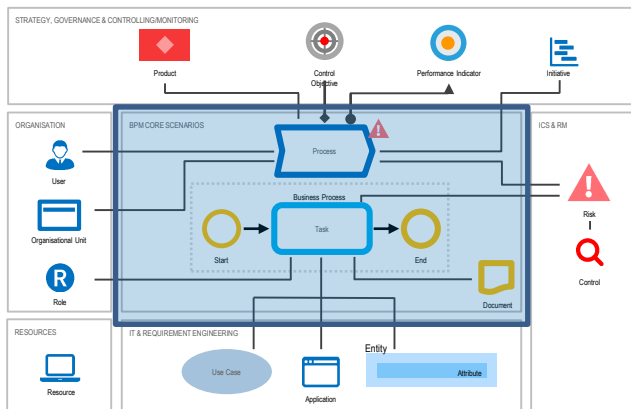 STRATEGY, GOVERNANCE & CONTROLLING/MONITORING
Product
Control
Objective
Performance Indicator
Initiative
ORGANISATION
BPM CORE SCENARIOS
ICS & RM
Process
User
Business Process
Task
Risk
Organisational Unit
Start
End
R
Role
Control
Document
RESOURCES
IT & REQUIREMENT ENGINEERING
Entity
Use Case
Attribute
Resource
Application